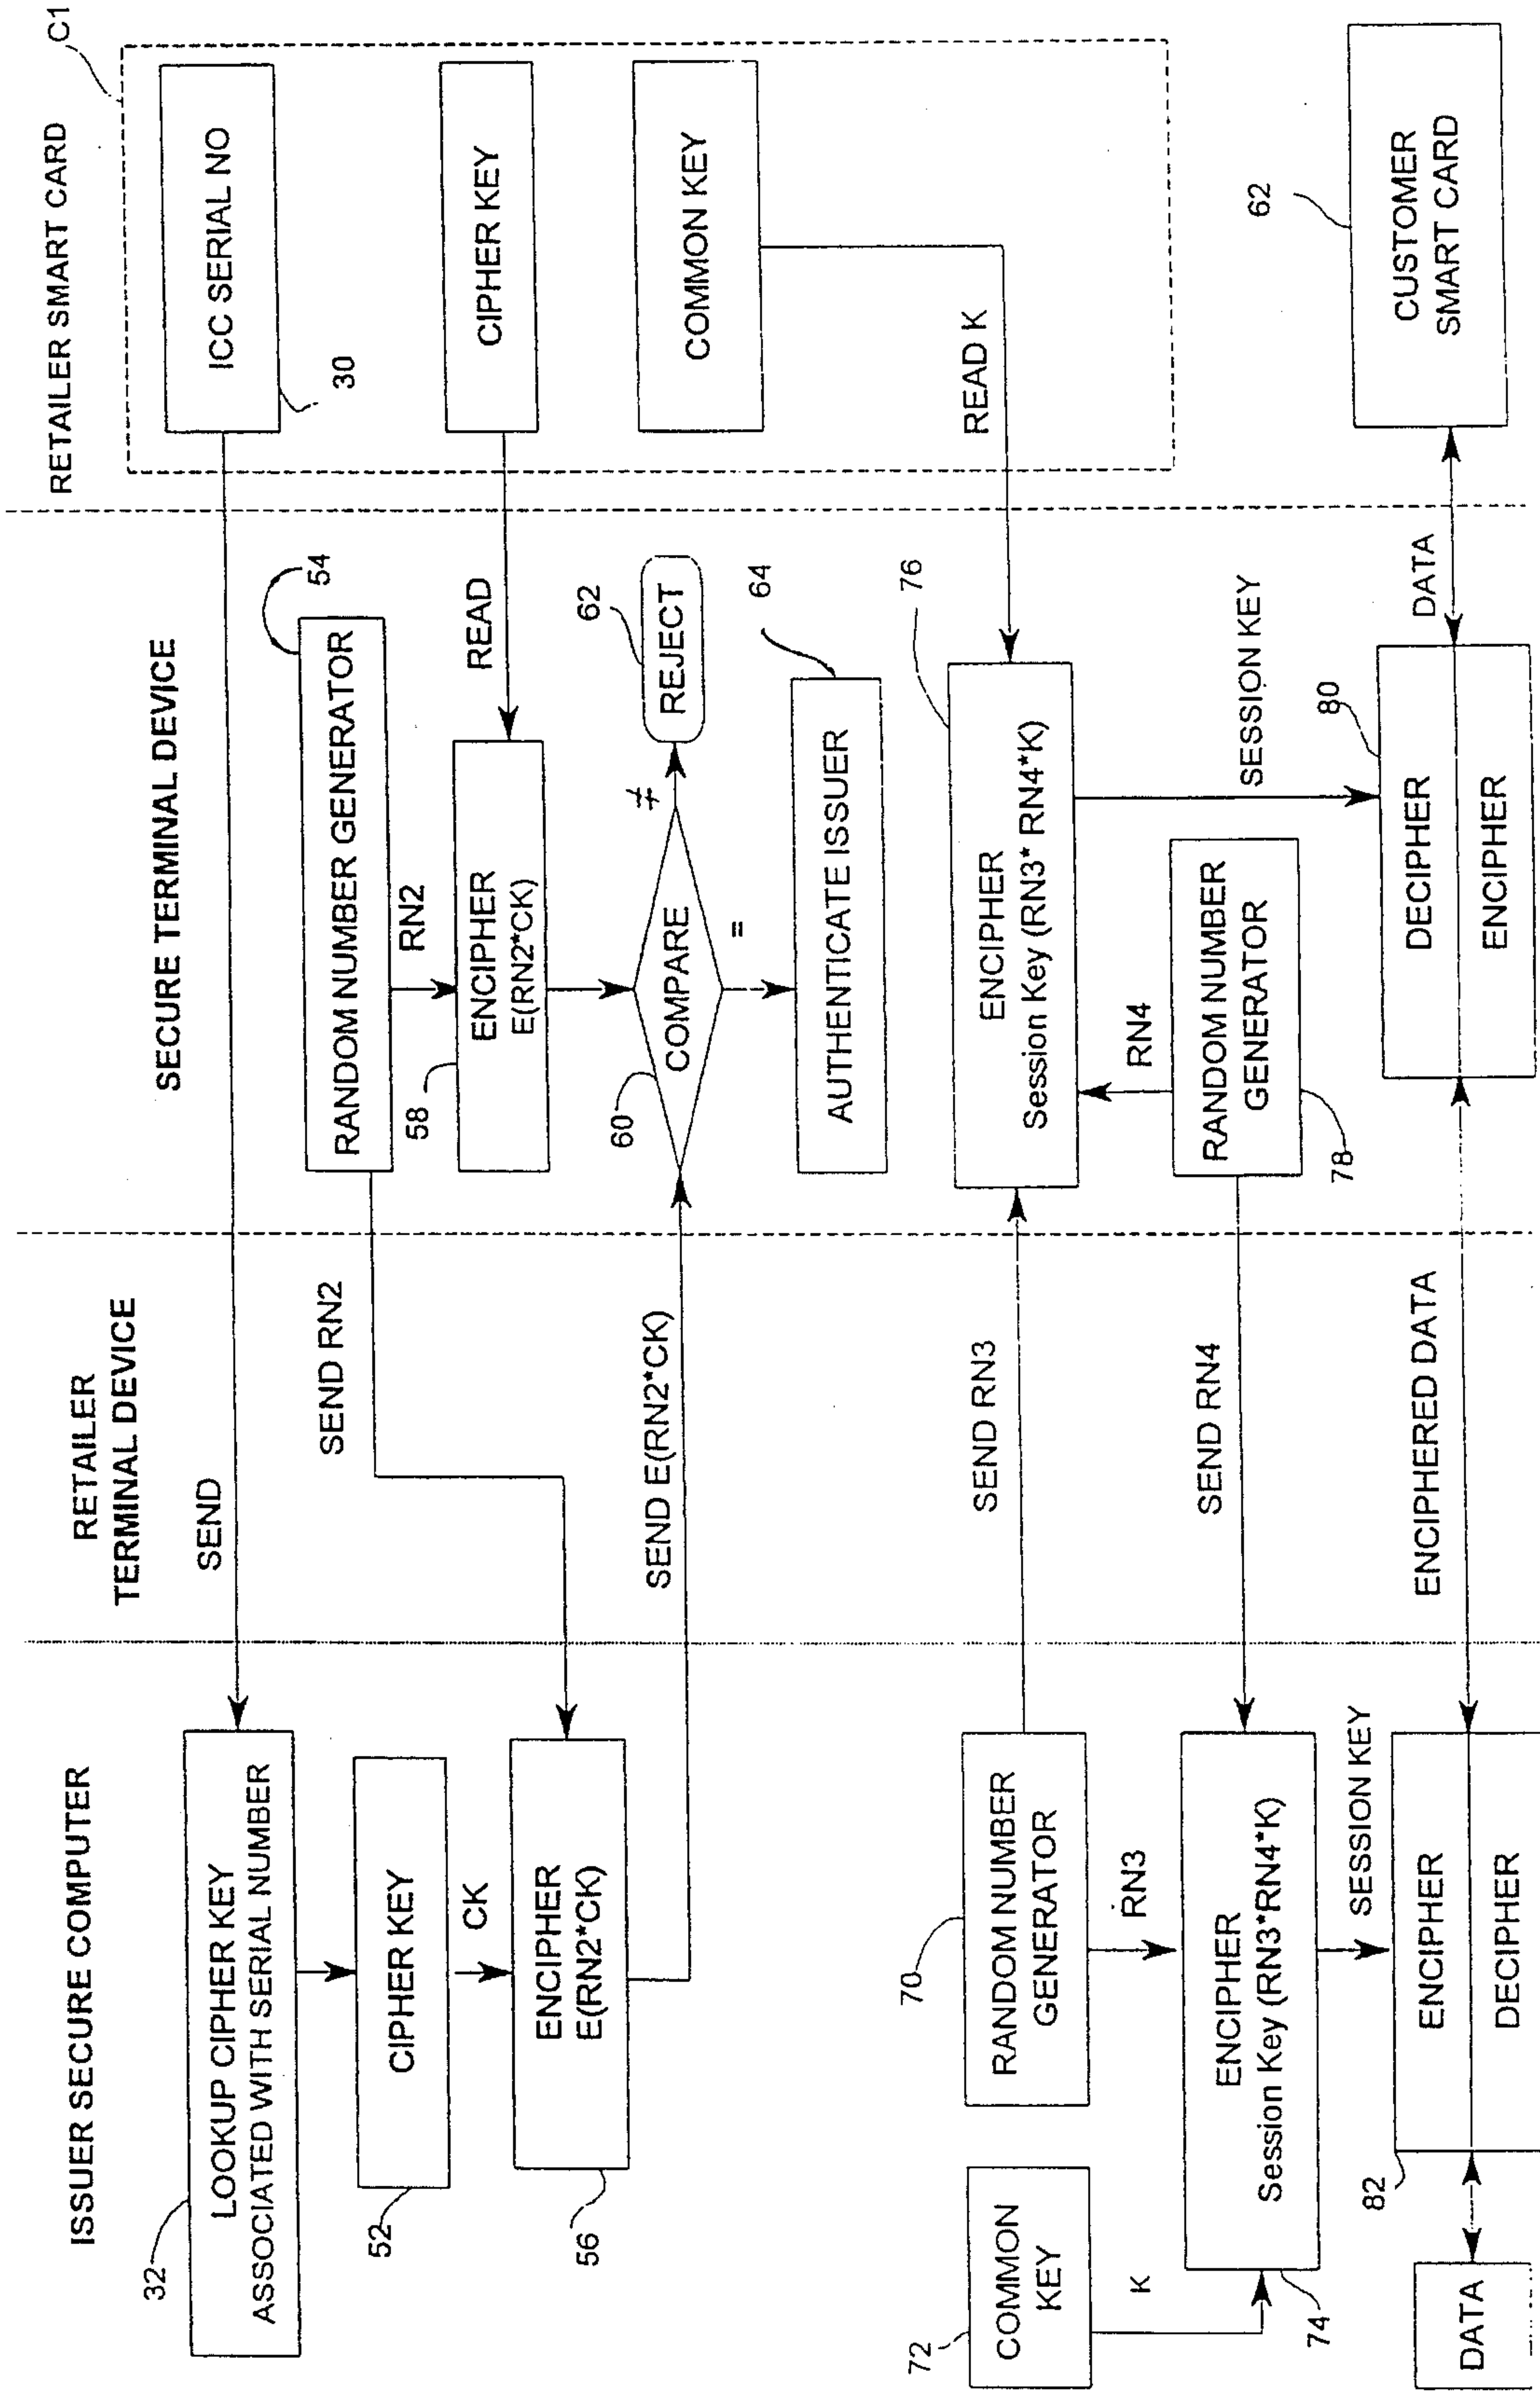 ISSUER SECURE COMPUTER
RETAILER
TERMINAL DEVICE
SECURE TERMINAL DEVICE
RETAILER SMART CARD
C1
32
LOOKUP CIPHER KEY
ASSOCIATED WITH SERIAL NUMBER
SEND
ICC SERIAL NO
30
52
CIPHER KEY
CK
SEND RN2
RANDOM NUMBER GENERATOR
54
RN2
56
ENCIPHER
E(RN2*CK)
58
ENCIPHER
E(RN2*CK)
READ
CIPHER KEY
SEND E(RN2*CK)
60
COMPARE
≠
62
REJECT
=
64
AUTHENTICATE ISSUER
COMMON KEY
READ K
72
COMMON
KEY
K
70
RANDOM NUMBER
GENERATOR
RN3
SEND RN3
76
ENCIPHER
Session Key (RN3* RN4*K)
RN4
RANDOM NUMBER
GENERATOR
78
SESSION KEY
74
ENCIPHER
Session Key (RN3*RN4*K)
SEND RN4
SESSION KEY
DATA
82
ENCIPHER
DECIPHER
ENCIPHERED DATA
80
DECIPHER
ENCIPHER
DATA
62
CUSTOMER
SMART CARD